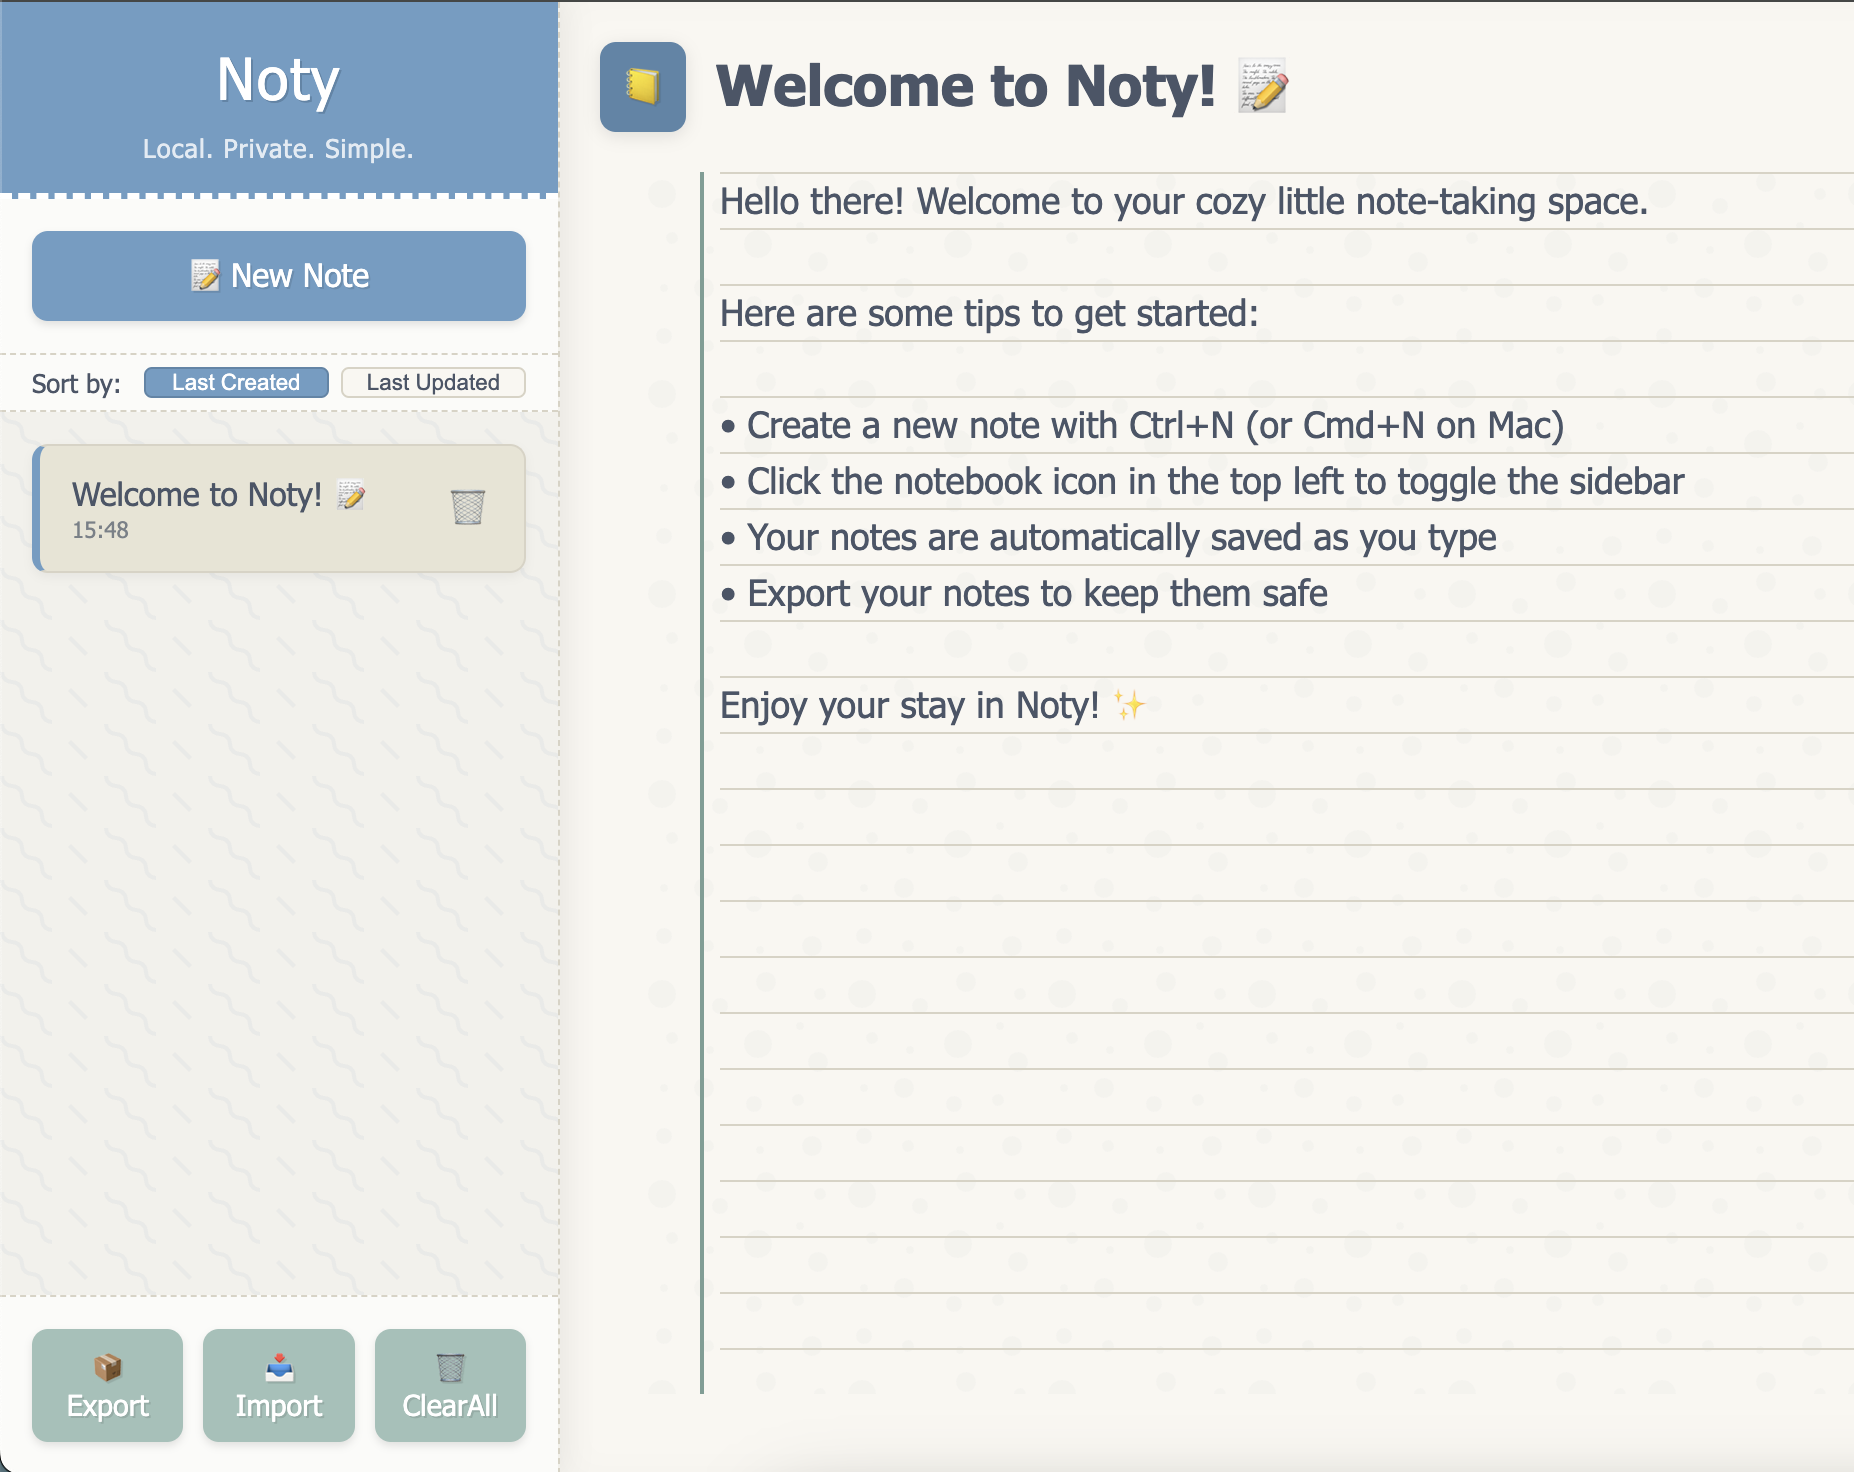 Noty
Local. Private. Simple.
📝 New Note
Sort by:
Last Created
Last Updated
Welcome to Noty! 📝
15:48
Export
Import
ClearAll
Welcome to Noty! 📝
Hello there! Welcome to your cozy little note-taking space.
Here are some tips to get started:
• Create a new note with Ctrl+N (or Cmd+N on Mac)
• Click the notebook icon in the top left to toggle the sidebar
• Your notes are automatically saved as you type
• Export your notes to keep them safe
Enjoy your stay in Noty! ✨